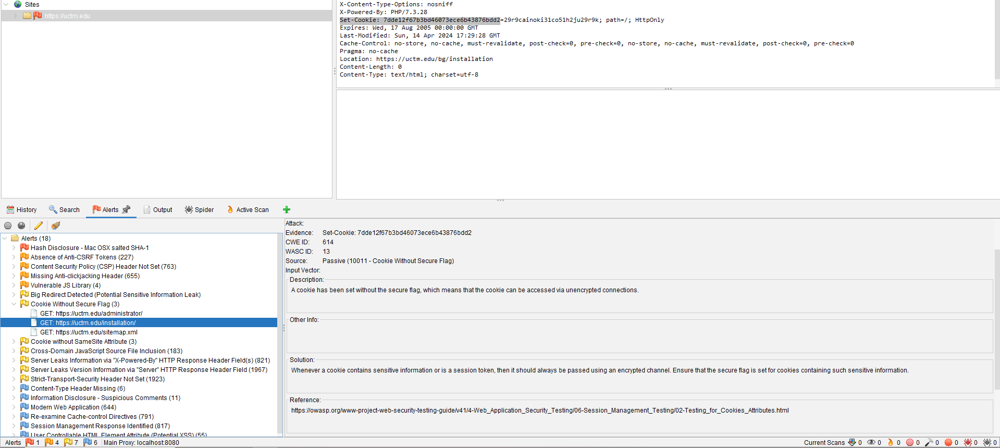 Sites
https://uctm.edu
X-Content-Type-Options: nosniff
X-Powered-By: PHP/7.3.28
Set-Cookie: 7dde12f67b3bd46073ece6b43876bdd2=29r9cainoki31co51h2ju29r9k; path=/; HttpOnly
Expires: Wed, 17 Aug 2005 00:00:00 GMT
Last-Modified: Sun, 14 Apr 2024 17:29:28 GMT
Cache-Control: no-store, no-cache, must-revalidate, post-check=0, pre-check=0, no-store, no-cache, must-revalidate, post-check=0, pre-check=0
Pragma: no-cache
Location: https://uctm.edu/bg/installation
Content-Length: 0
Content-Type: text/html; charset=utf-8
History Search Alerts Output Spider Active Scan
Alerts (18)
Hash Disclosure - Mac OSX salted SHA-1
Absence of Anti-CSRF Tokens (227)
Content Security Policy (CSP) Header Not Set (763)
Missing Anti-clickjacking Header (655)
Vulnerable JS Library (4)
Big Redirect Detected (Potential Sensitive Information Leak)
Cookie Without Secure Flag (3)
GET: https://uctm.edu/administrator/
GET: https://uctm.edu/installation/
GET: https://uctm.edu/sitemap.xml
Cookie without SameSite Attribute (3)
Cross-Domain JavaScript Source File Inclusion (183)
Server Leaks Information via "X-Powered-By" HTTP Response Header Field(s) (821)
Server Leaks Version Information via "Server" HTTP Response Header Field (1967)
Strict-Transport-Security Header Not Set (1923)
Content-Type Header Missing (6)
Information Disclosure - Suspicious Comments (11)
Modern Web Application (644)
Re-examine Cache-control Directives (791)
Session Management Response Identified (817)
User Controllable HTML Element Attribute (Potential XSS) (55)
Attack:
Evidence: Set-Cookie: 7dde12f67b3bd46073ece6b43876bdd2
CWE ID: 614
WASC ID: 13
Source: Passive (10011 - Cookie Without Secure Flag)
Input Vector:
Description:
A cookie has been set without the secure flag, which means that the cookie can be accessed via unencrypted connections.
Other Info:
Solution:
Whenever a cookie contains sensitive information or is a session token, then it should always be passed using an encrypted channel. Ensure that the secure flag is set for cookies containing such sensitive information.
Reference:
https://owasp.org/www-project-web-security-testing-guide/v41/4-Web_Application_Security_Testing/06-Session_Management_Testing/02-Testing_for_Cookies_Attributes.html
Alerts 1 4 7 6 Main Proxy: localhost:8080
Current Scans 0 0 0 0 0 0 0 0